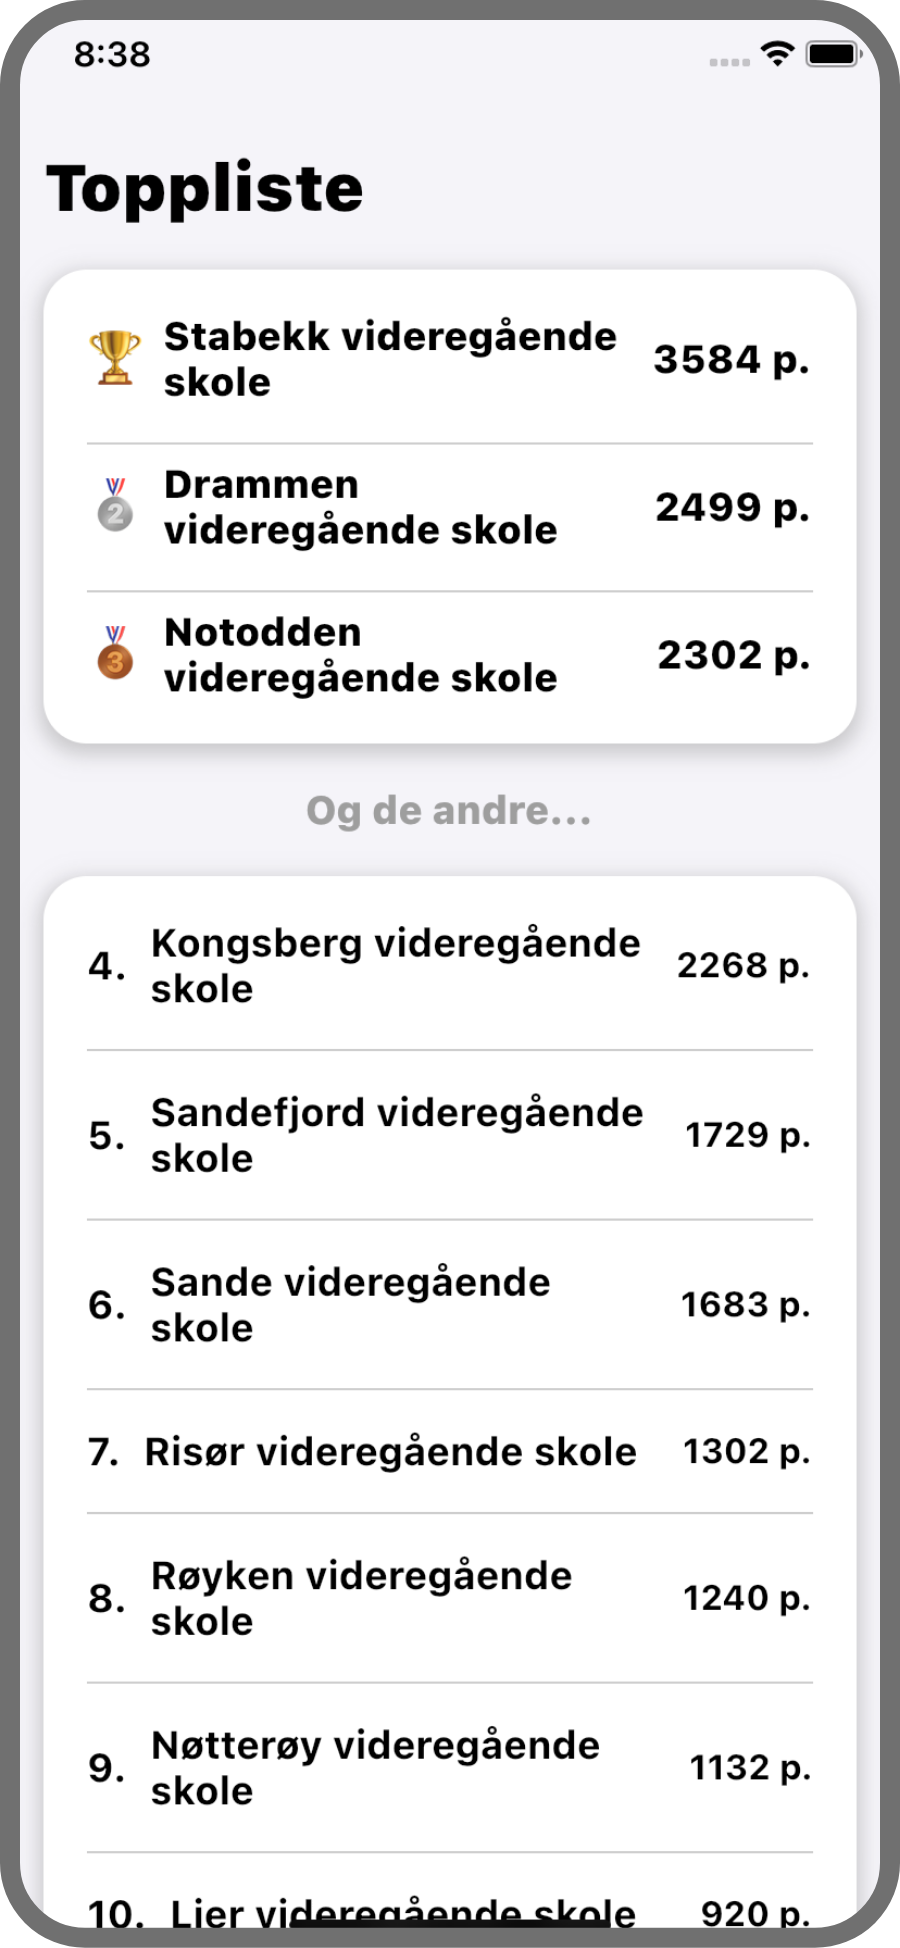 8:38
Toppliste
Stabekk videregående
skole
3584 p.
2
Drammen
videregående skole
2499 p.
3
Notodden
videregående skole
2302 p.
Og de andre...
4.
Kongsberg videregående
skole
2268 p.
5.
Sandefjord videregående
skole
1729 p.
6.
Sande videregående
skole
1683 p.
7. Risør videregående skole 1302 p.
8.
Røyken videregående
skole
1240 p.
9.
Nøtterøy videregående
skole
1132 p.
10. Lier videregående skole 920 p.